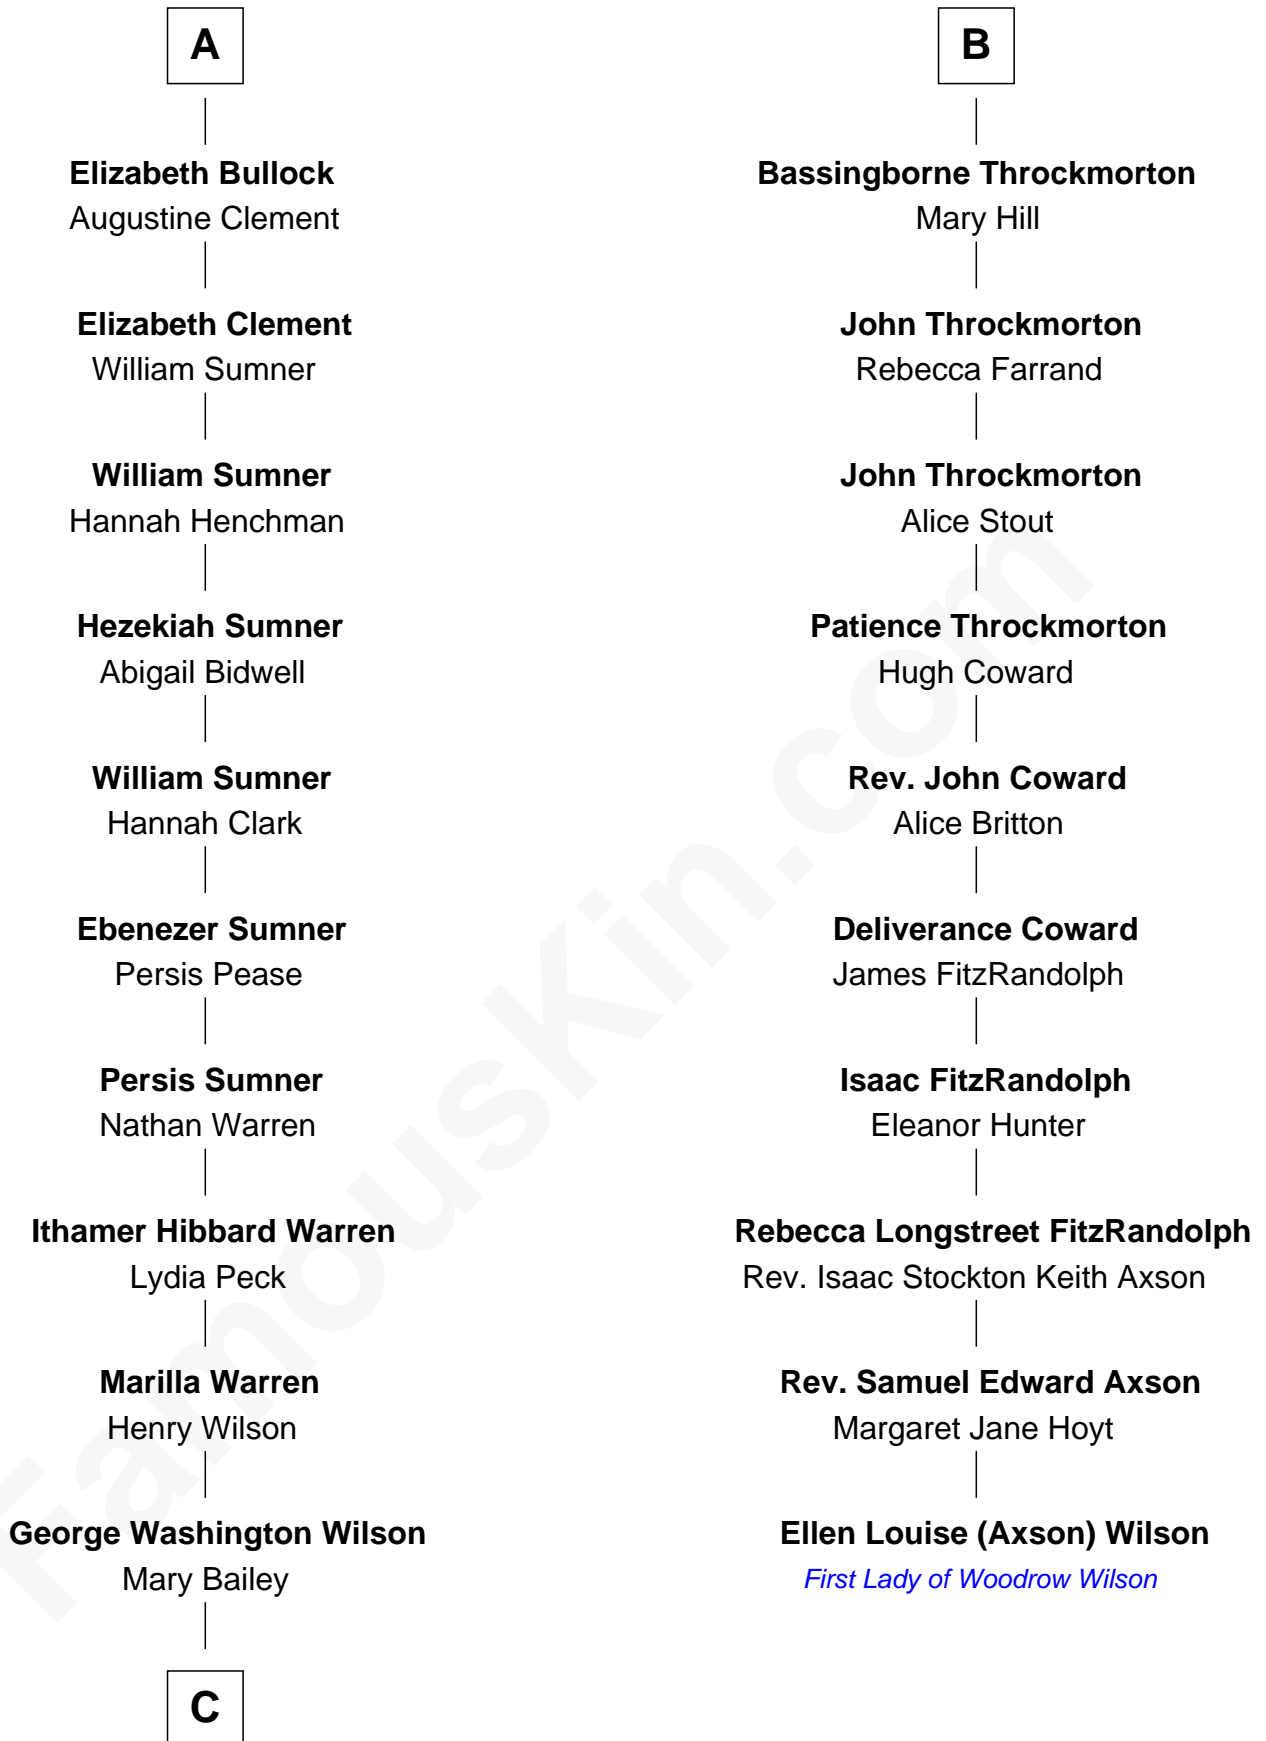 A
Elizabeth Bullock
Augustine Clement
Elizabeth Clement
William Sumner
William Sumner
Hannah Henchman
Hezekiah Sumner
Abigail Bidwell
William Sumner
Hannah Clark
Ebenezer Sumner
Persis Pease
Persis Sumner
Nathan Warren
Ithamer Hibbard Warren
Lydia Peck
Marilla Warren
Henry Wilson
George Washington Wilson
Mary Bailey
C
B
Bassingborne Throckmorton
Mary Hill
John Throckmorton
Rebecca Farrand
John Throckmorton
Alice Stout
Patience Throckmorton
Hugh Coward
Rev. John Coward
Alice Britton
Deliverance Coward
James FitzRandolph
Isaac FitzRandolph
Eleanor Hunter
Rebecca Longstreet FitzRandolph
Rev. Isaac Stockton Keith Axson
Rev. Samuel Edward Axson
Margaret Jane Hoyt
Ellen Louise (Axson) Wilson
First Lady of Woodrow Wilson
FamousKin.com